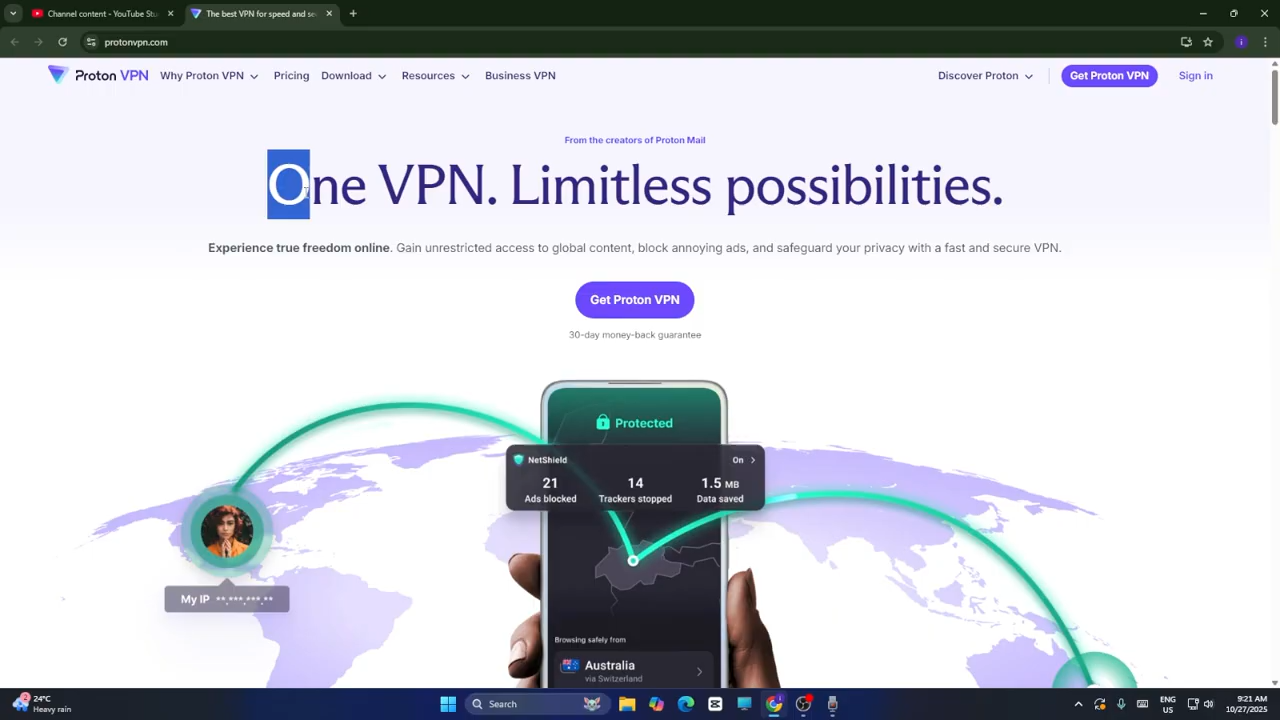 Channel content - YouTube St
The best VPN for speed and se
protonvpn.com
Proton VPN
Why Proton VPN
Pricing
Download
Resources
Business VPN
Discover Proton
Get Proton VPN
Sign in
From the creators of Proton Mail
One VPN. Limitless possibilities.
Experience true freedom online. Gain unrestricted access to global content, block annoying ads, and safeguard your privacy with a fast and secure VPN.
Get Proton VPN
30-day money-back guarantee
Protected
NetShield
On
21
14
1.5 MB
Ads blocked
Trackers stopped
Data saved
My IP **.***.***.**
Browsing safely from
Australia
via Switzerland
24°C
Heavy rain
Search
ENG
US
9:21 AM
10/27/2025